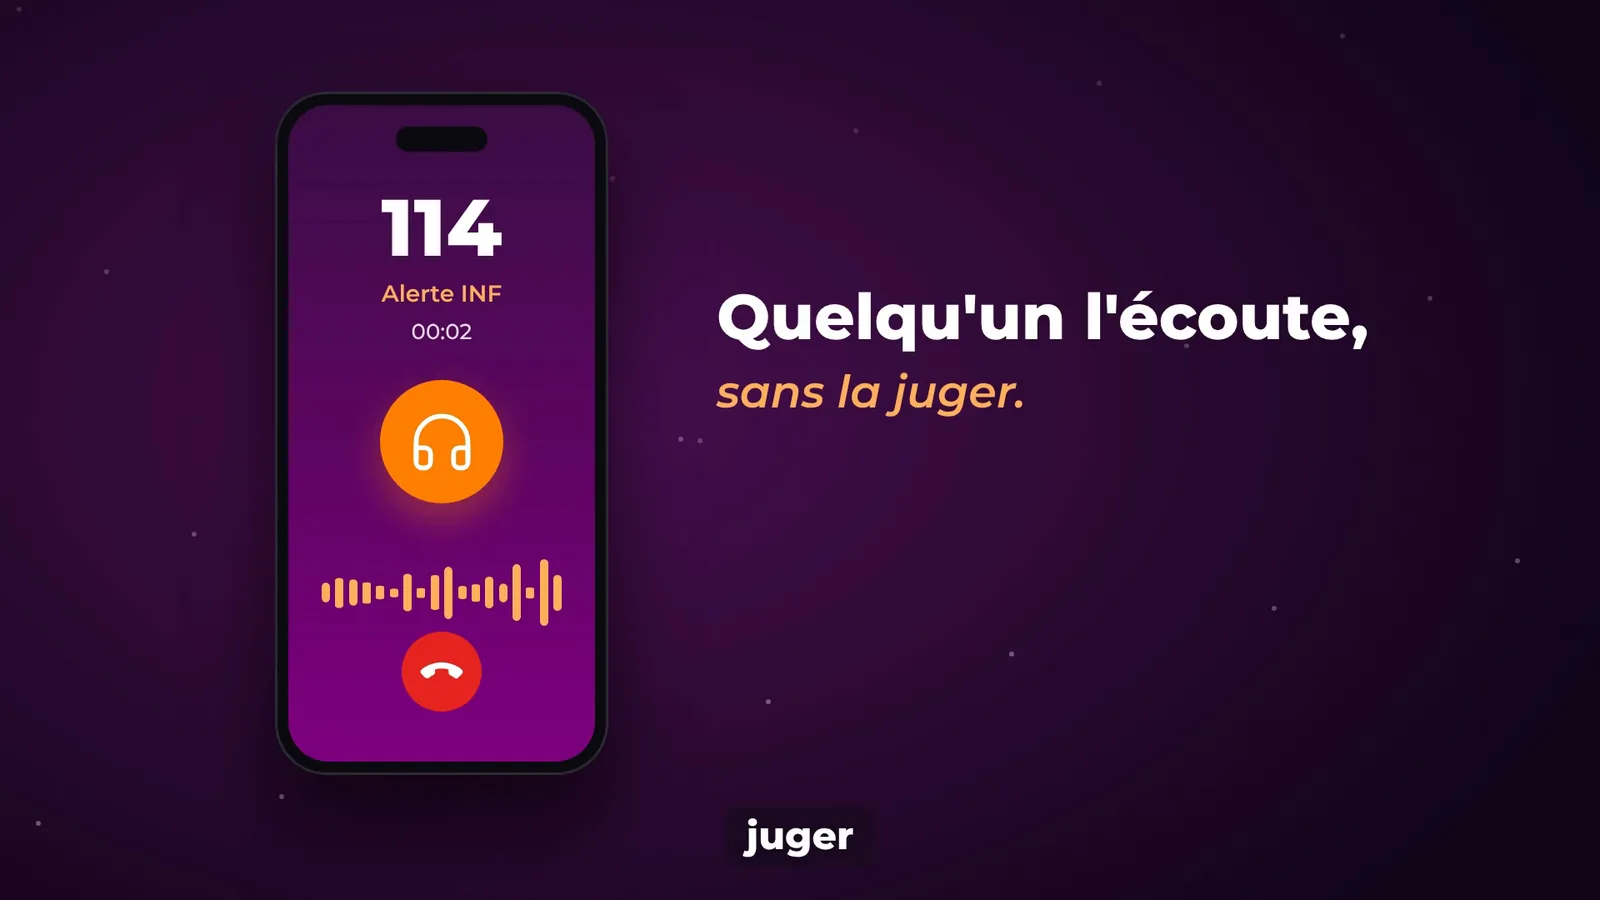 114
Alerte INF
00:02
Quelqu'un l'écoute,
sans la juger.
juger